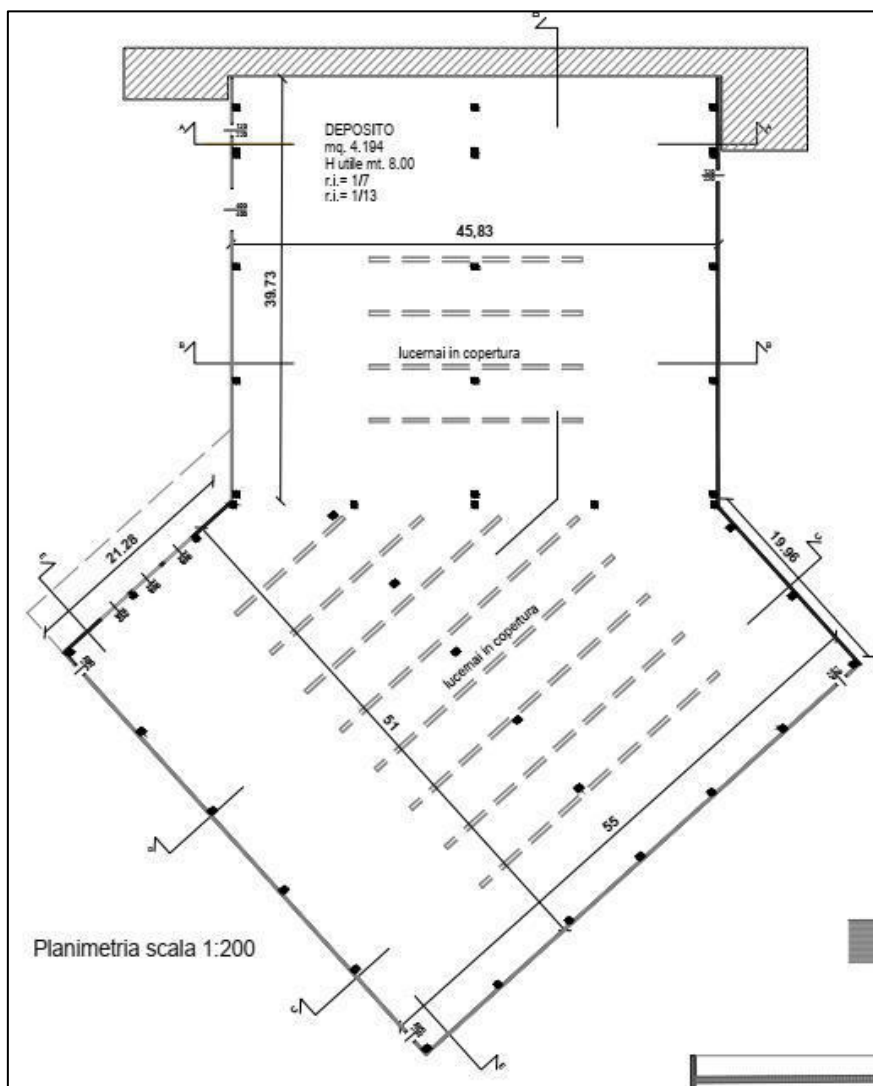 DEPOSITO
mq. 4.194
H utile mt. 8.00
r.i.= 1/7
r.i.= 1/13
45,83
39.73
lucernai in copertura
21.28
19.96
lucernai in copertura
51
55
Planimetria scala 1:200